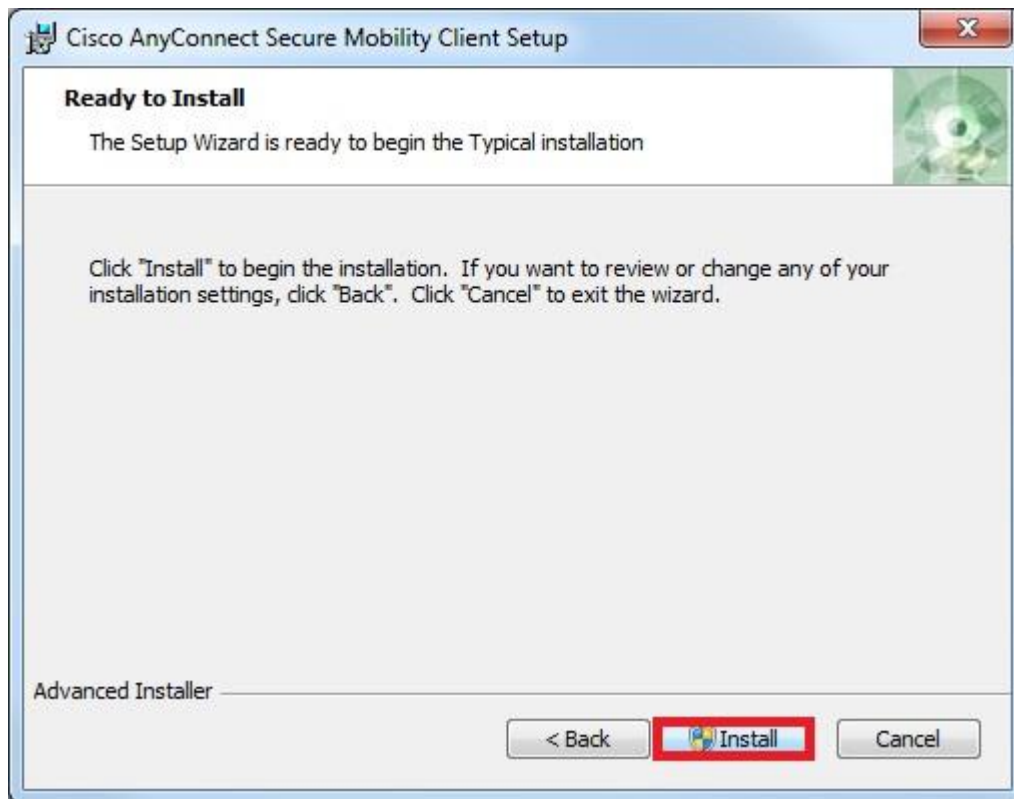 Cisco AnyConnect Secure Mobility Client Setup
Ready to Install
The Setup Wizard is ready to begin the Typical installation
Click "Install" to begin the installation.  If you want to review or change any of your
installation settings, click "Back".  Click "Cancel" to exit the wizard.
Advanced Installer
< Back
Install
Cancel